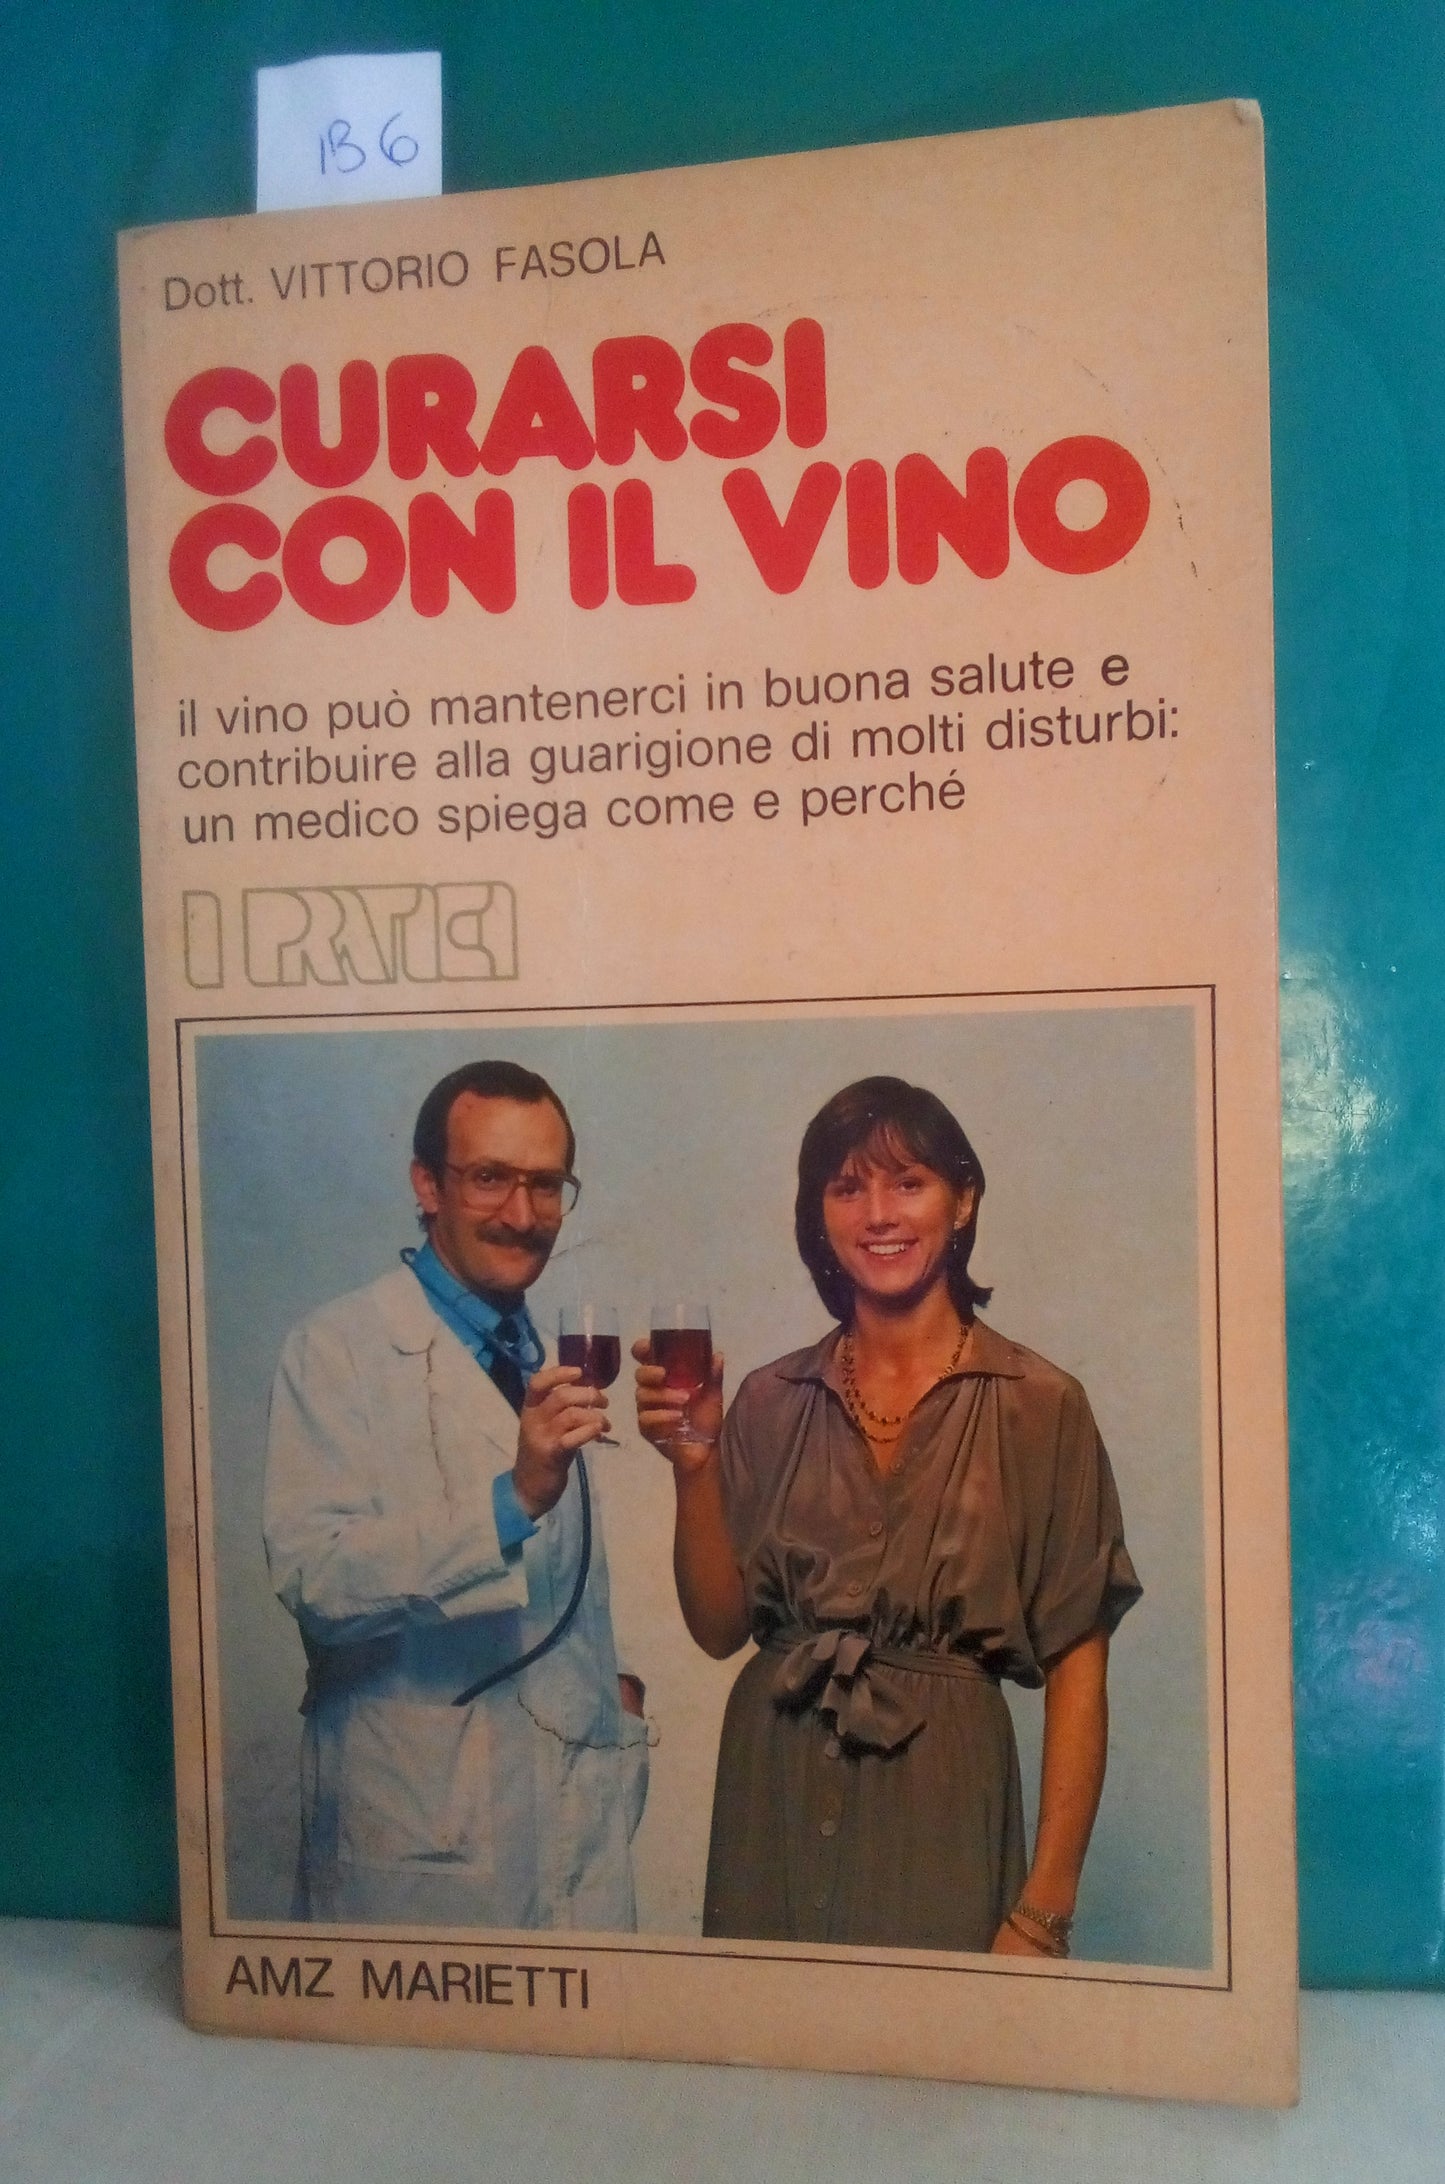 1B6
Dott. VITTORIO FASOLA
CURARSI
CON IL VINO
il vino può mantenerci in buona salute e
contribuire alla guarigione di molti disturbi:
un medico spiega come e perché
I PRATICI
AMZ MARIETTI